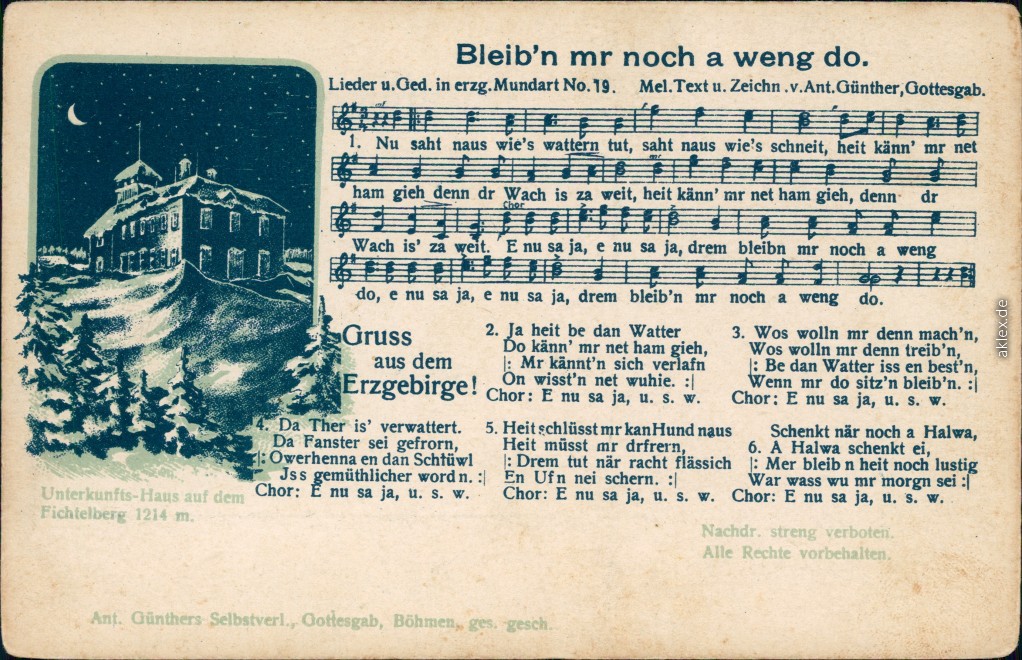 Bleib'n mr noch a weng do.
Lieder u. Ged. in erzg. Mundart No. 19. Mel. Text u. Zeichn. v. Ant. Günther, Gottesgab.
mf
1. Nu saht naus wie's wattern tut, saht naus wie's schneit, heit känn' mr net
mf
ham gieh denn dr Wach is za weit, heit känn' mr net ham gieh, denn dr
Chor
Wach is' za weit. E nu sa ja, e nu sa ja, drem bleibn mr noch a weng
do, e nu sa ja, e nu sa ja, drem bleib'n mr noch a weng do.
Gruss
aus dem
Erzgebirge!
2. Ja heit be dan Watter
Do känn' mr net ham gieh,
|: Mr kännt'n sich verlafn
On wisst'n net wuhie. :|
Chor: E nu sa ja, u. s. w.
3. Wos wolln mr denn mach'n,
Wos wolln mr denn treib'n,
|: Be dan Watter iss en best'n,
Wenn mr do sitz'n bleib'n. :|
Chor: E nu sa ja, u. s. w.
4. Da Ther is' verwattert.
Da Fanster sei gefrorn,
|: Owerhenna en dan Schtüwl
Jss gemüthlicher word'n. :|
Chor: E nu sa ja, u. s. w.
5. Heit schlüsst mr kan Hund naus
Heit müsst mr drfrern,
|: Drem tut när racht flässich
En Uf'n nei schern. :|
Chor: E nu sa ja, u. s. w.
Schenkt när noch a Halwa,
6. A Halwa schenkt ei,
|: Mer bleib'n heit noch lustig
War wass wu mr morgn sei :|
Chor: E nu sa ja, u. s. w.
Unterkunfts-Haus auf dem
Fichtelberg 1214 m.
Nachdr. streng verboten.
Alle Rechte vorbehalten.
Ant. Günthers Selbstverl., Gottesgab, Böhmen, ges. gesch.
aklex.de